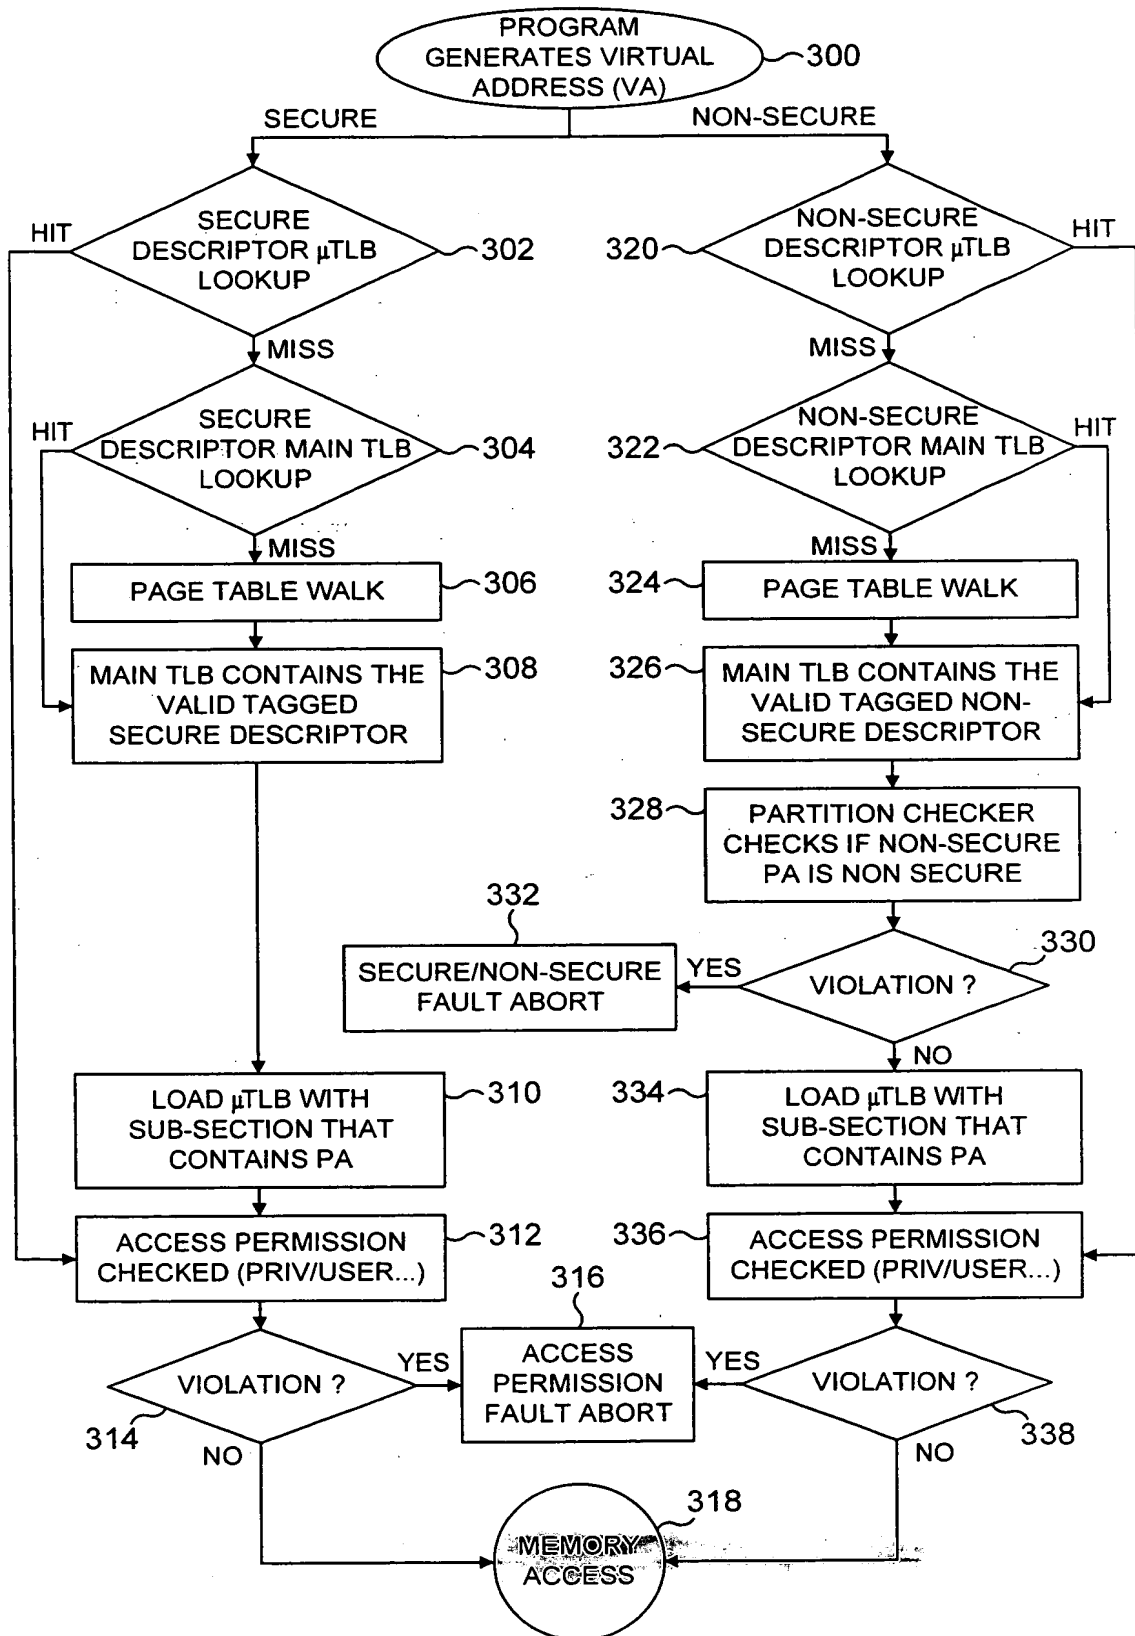 PROGRAM
GENERATES VIRTUAL
ADDRESS (VA)
300
SECURE
NON-SECURE
HIT
SECURE
DESCRIPTOR μTLB
LOOKUP
302
320
NON-SECURE
DESCRIPTOR μTLB
LOOKUP
HIT
MISS
MISS
HIT
SECURE
DESCRIPTOR MAIN TLB
LOOKUP
304
322
NON-SECURE
DESCRIPTOR MAIN TLB
LOOKUP
HIT
MISS
MISS
PAGE TABLE WALK
306
324
PAGE TABLE WALK
MAIN TLB CONTAINS THE
VALID TAGGED
SECURE DESCRIPTOR
308
326
MAIN TLB CONTAINS THE
VALID TAGGED NON-
SECURE DESCRIPTOR
328
PARTITION CHECKER
CHECKS IF NON-SECURE
PA IS NON SECURE
332
SECURE/NON-SECURE
FAULT ABORT
YES
VIOLATION ?
330
NO
LOAD μTLB WITH
SUB-SECTION THAT
CONTAINS PA
310
334
LOAD μTLB WITH
SUB-SECTION THAT
CONTAINS PA
ACCESS PERMISSION
CHECKED (PRIV/USER...)
312
336
ACCESS PERMISSION
CHECKED (PRIV/USER...)
316
VIOLATION ?
YES
ACCESS
PERMISSION
FAULT ABORT
YES
VIOLATION ?
314
338
NO
NO
318
MEMORY
ACCESS